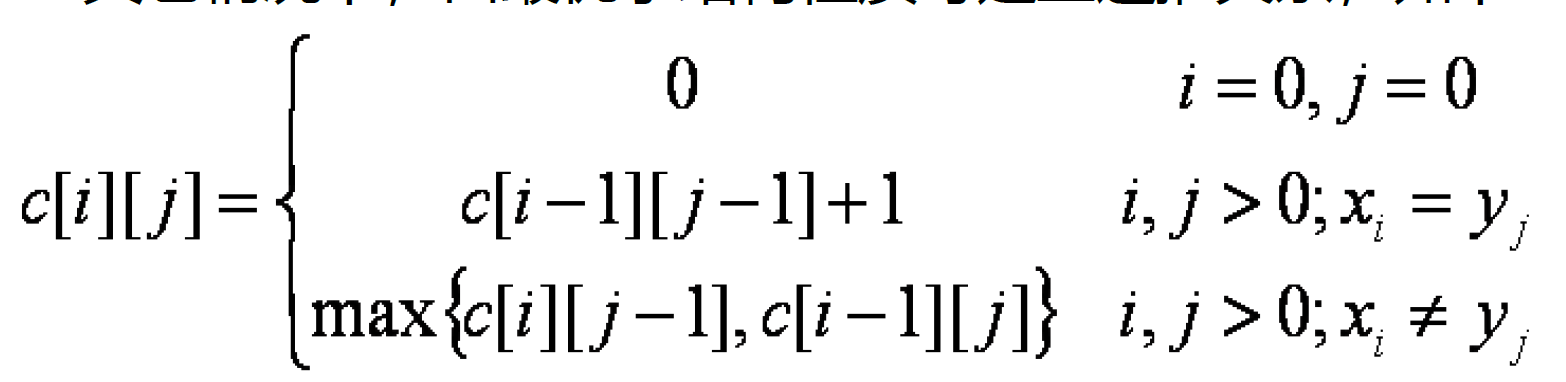 0 i = 0, j = 0
c[i][j] = { c[i−1][j−1]+1 i, j > 0; xᵢ = yⱼ
max{c[i][j−1], c[i−1][j]} i, j > 0; xᵢ ≠ yⱼ